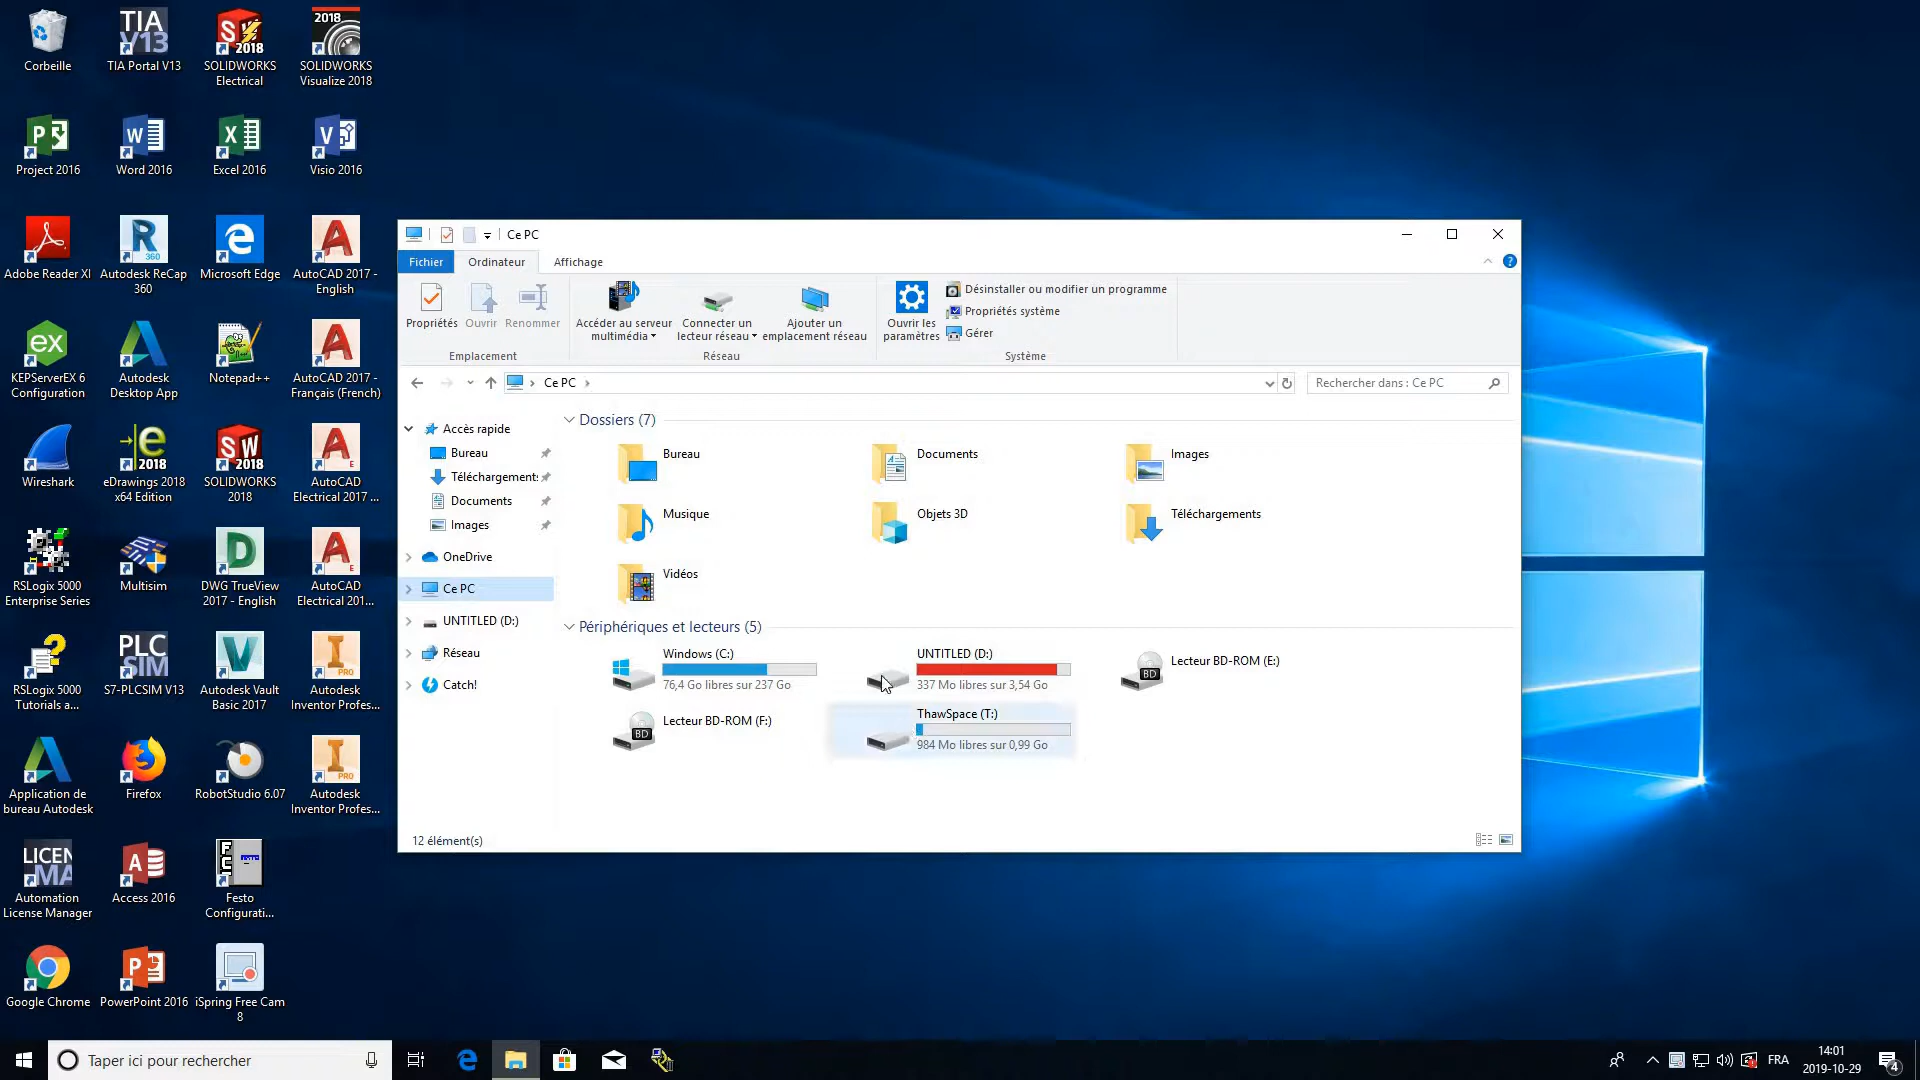 Corbeille
TIA Portal V13
SOLIDWORKS
Electrical
SOLIDWORKS
Visualize 2018
Project 2016
Word 2016
Excel 2016
Visio 2016
Adobe Reader XI
Autodesk ReCap
360
Microsoft Edge
AutoCAD 2017 -
English
KEPServerEX 6
Configuration
Autodesk
Desktop App
Notepad++
AutoCAD 2017 -
Français (French)
Wireshark
eDrawings 2018
x64 Edition
SOLIDWORKS
2018
AutoCAD
Electrical 2017 ...
RSLogix 5000
Enterprise Series
Multisim
DWG TrueView
2017 - English
AutoCAD
Electrical 201...
RSLogix 5000
Tutorials a...
S7-PLCSIM V13
Autodesk Vault
Basic 2017
Autodesk
Inventor Profes...
Application de
bureau Autodesk
Firefox
RobotStudio 6.07
Autodesk
Inventor Profes...
Automation
License Manager
Access 2016
Festo
Configurati...
Google Chrome
PowerPoint 2016
iSpring Free Cam
8
Ce PC
Fichier
Ordinateur
Affichage
Propriétés
Ouvrir
Renommer
Emplacement
Accéder au serveur
multimédia
Connecter un
lecteur réseau
Ajouter un
emplacement réseau
Réseau
Ouvrir les
paramètres
Désinstaller ou modifier un programme
Propriétés système
Gérer
Système
Ce PC
Rechercher dans : Ce PC
Accès rapide
Bureau
Téléchargements
Documents
Images
OneDrive
Ce PC
UNTITLED (D:)
Réseau
Catch!
Dossiers (7)
Bureau
Documents
Images
Musique
Objets 3D
Téléchargements
Vidéos
Périphériques et lecteurs (5)
Windows (C:)
76,4 Go libres sur 237 Go
UNTITLED (D:)
337 Mo libres sur 3,54 Go
Lecteur BD-ROM (E:)
Lecteur BD-ROM (F:)
ThawSpace (T:)
984 Mo libres sur 0,99 Go
12 élément(s)
Taper ici pour rechercher
FRA
14:01
2019-10-29
4